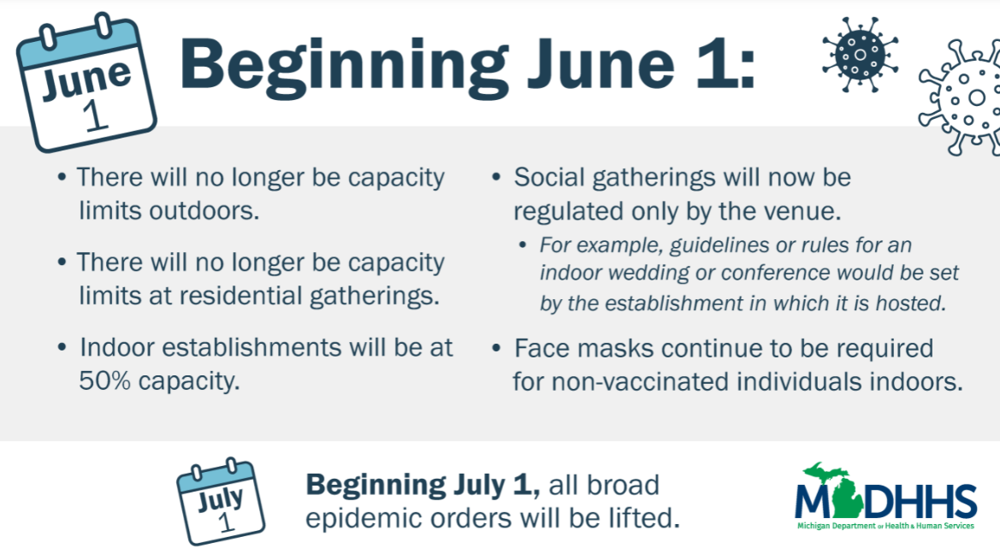 June
1
Beginning June 1:
• There will no longer be capacity
limits outdoors.
• There will no longer be capacity
limits at residential gatherings.
• Indoor establishments will be at
50% capacity.
• Social gatherings will now be
regulated only by the venue.
• For example, guidelines or rules for an
indoor wedding or conference would be set
by the establishment in which it is hosted.
• Face masks continue to be required
for non-vaccinated individuals indoors.
July
1
Beginning July 1, all broad
epidemic orders will be lifted.
MDHHS
Michigan Department of Health & Human Services